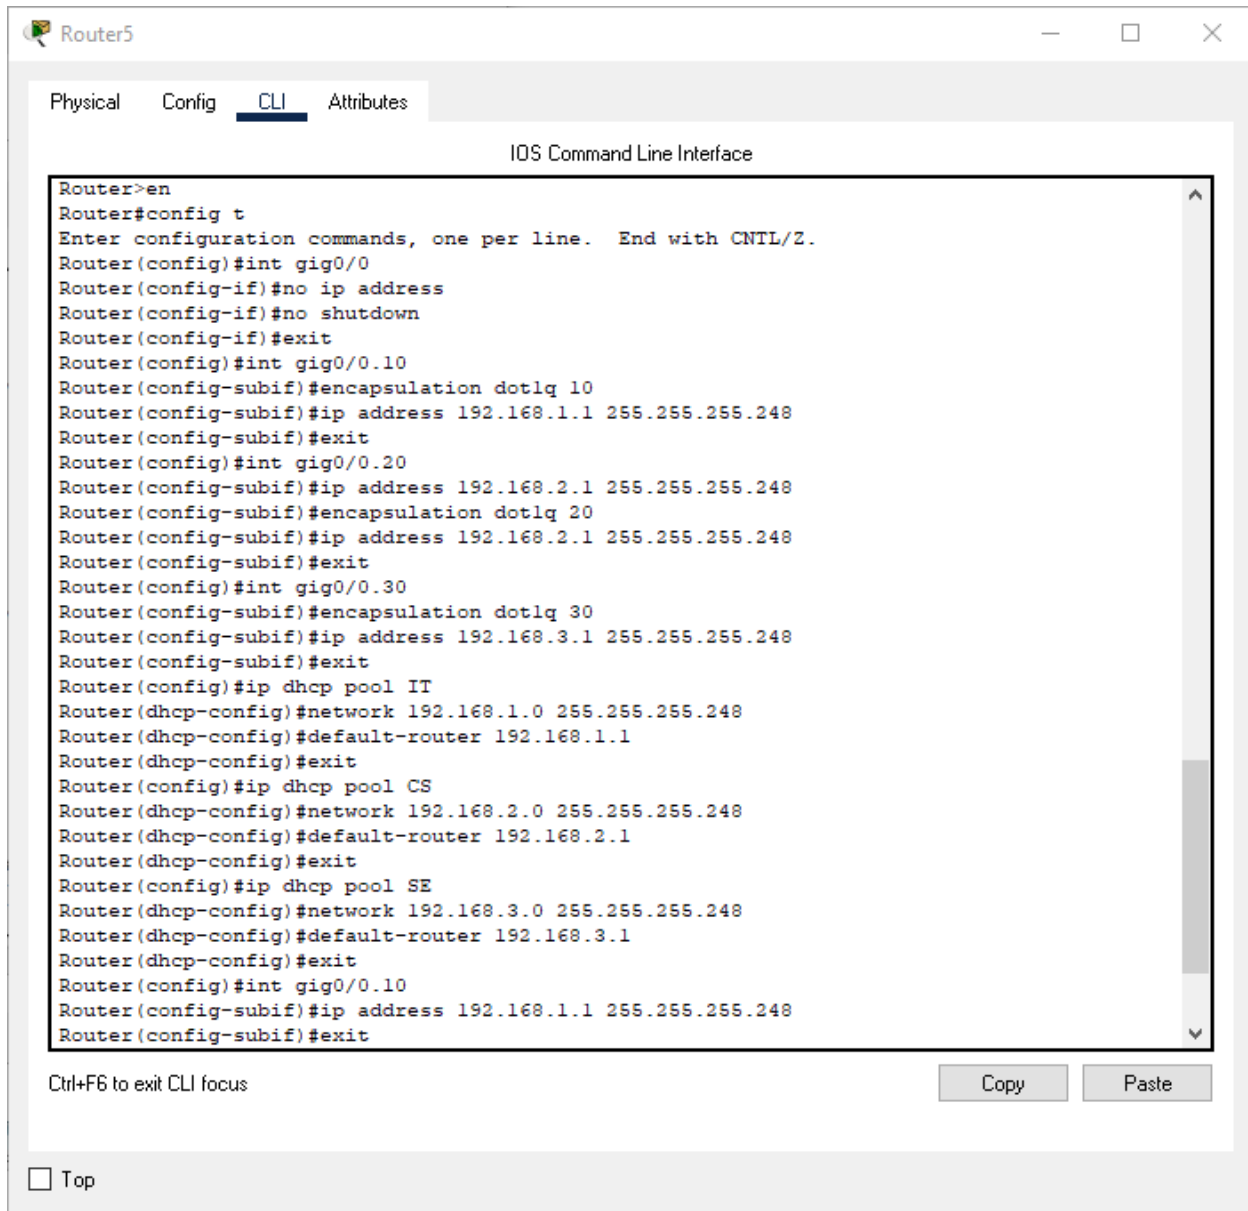 Router5
Physical Config CLI Attributes
IOS Command Line Interface
Router>en
Router#config t
Enter configuration commands, one per line.  End with CNTL/Z.
Router(config)#int gig0/0
Router(config-if)#no ip address
Router(config-if)#no shutdown
Router(config-if)#exit
Router(config)#int gig0/0.10
Router(config-subif)#encapsulation dot1q 10
Router(config-subif)#ip address 192.168.1.1 255.255.255.248
Router(config-subif)#exit
Router(config)#int gig0/0.20
Router(config-subif)#ip address 192.168.2.1 255.255.255.248
Router(config-subif)#encapsulation dot1q 20
Router(config-subif)#ip address 192.168.2.1 255.255.255.248
Router(config-subif)#exit
Router(config)#int gig0/0.30
Router(config-subif)#encapsulation dot1q 30
Router(config-subif)#ip address 192.168.3.1 255.255.255.248
Router(config-subif)#exit
Router(config)#ip dhcp pool IT
Router(dhcp-config)#network 192.168.1.0 255.255.255.248
Router(dhcp-config)#default-router 192.168.1.1
Router(dhcp-config)#exit
Router(config)#ip dhcp pool CS
Router(dhcp-config)#network 192.168.2.0 255.255.255.248
Router(dhcp-config)#default-router 192.168.2.1
Router(dhcp-config)#exit
Router(config)#ip dhcp pool SE
Router(dhcp-config)#network 192.168.3.0 255.255.255.248
Router(dhcp-config)#default-router 192.168.3.1
Router(dhcp-config)#exit
Router(config)#int gig0/0.10
Router(config-subif)#ip address 192.168.1.1 255.255.255.248
Router(config-subif)#exit
Ctrl+F6 to exit CLI focus Copy Paste
Top